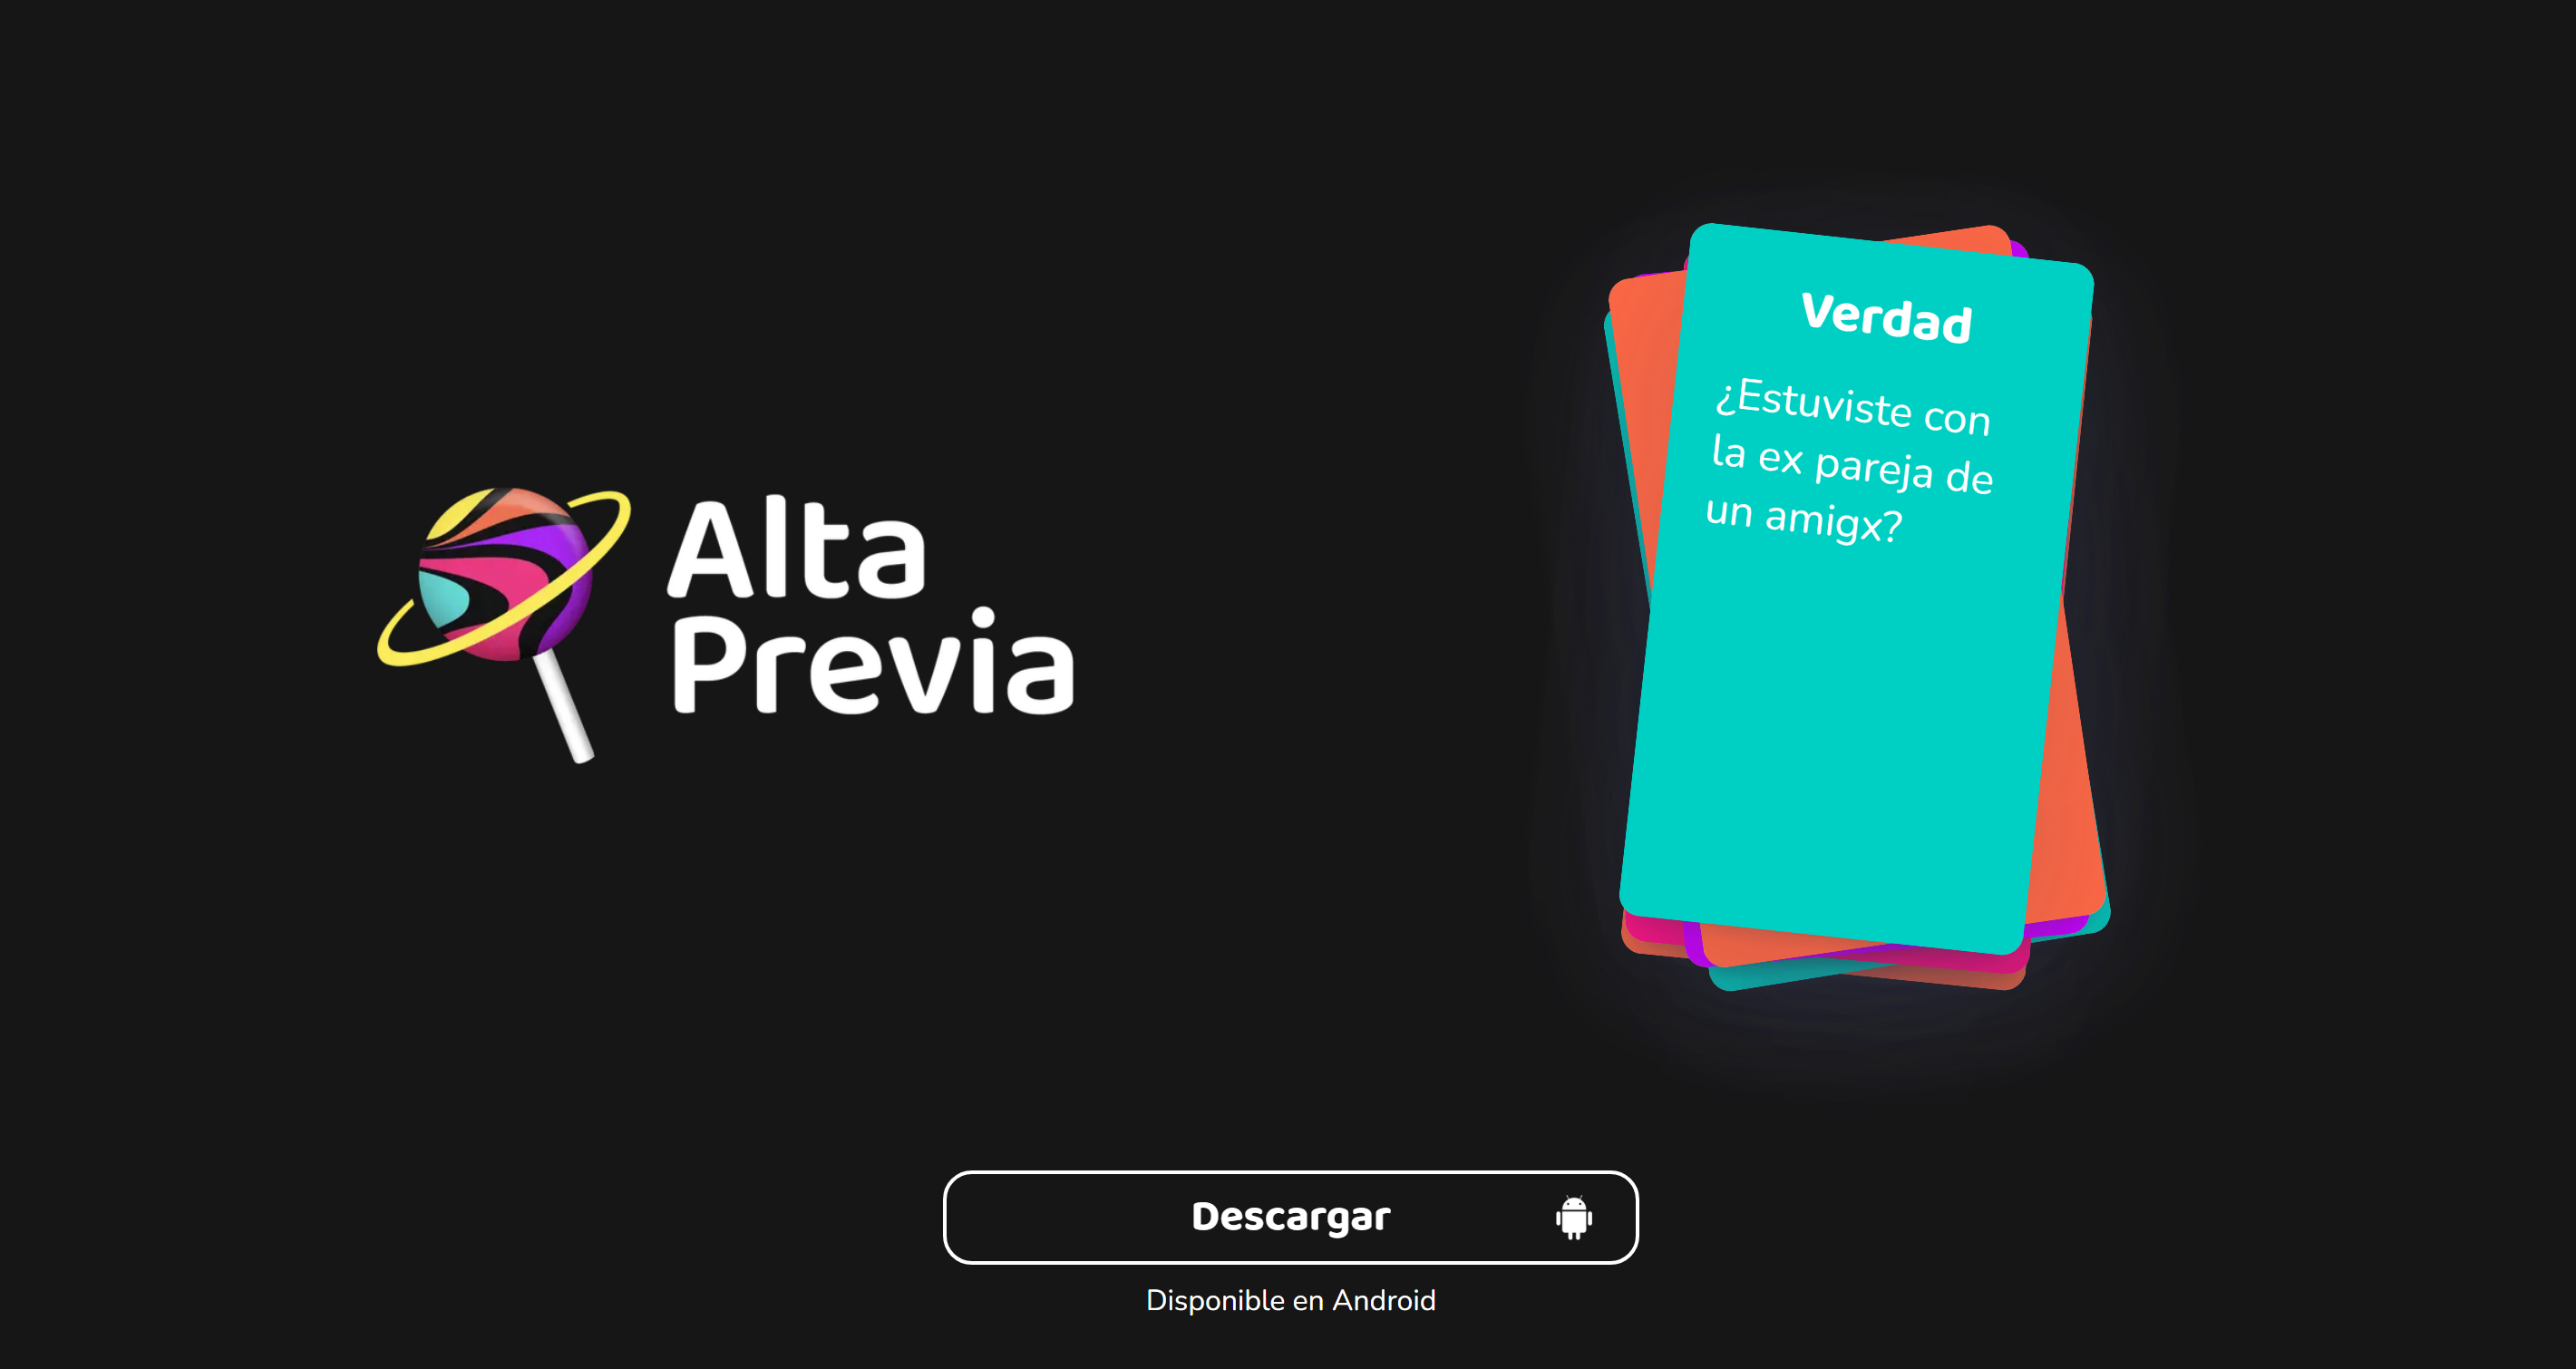 Alta
Previa
Verdad
¿Estuviste con
la ex pareja de
un amigx?
Descargar
Disponible en Android